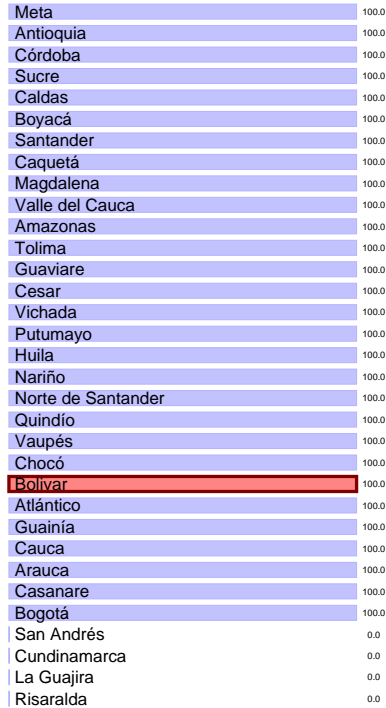 Meta 100.0
Antioquia 100.0
Córdoba 100.0
Sucre 100.0
Caldas 100.0
Boyacá 100.0
Santander 100.0
Caquetá 100.0
Magdalena 100.0
Valle del Cauca 100.0
Amazonas 100.0
Tolima 100.0
Guaviare 100.0
Cesar 100.0
Vichada 100.0
Putumayo 100.0
Huila 100.0
Nariño 100.0
Norte de Santander 100.0
Quindío 100.0
Vaupés 100.0
Chocó 100.0
Bolivar 100.0
Atlántico 100.0
Guainía 100.0
Cauca 100.0
Arauca 100.0
Casanare 100.0
Bogotá 100.0
San Andrés 0.0
Cundinamarca 0.0
La Guajira 0.0
Risaralda 0.0